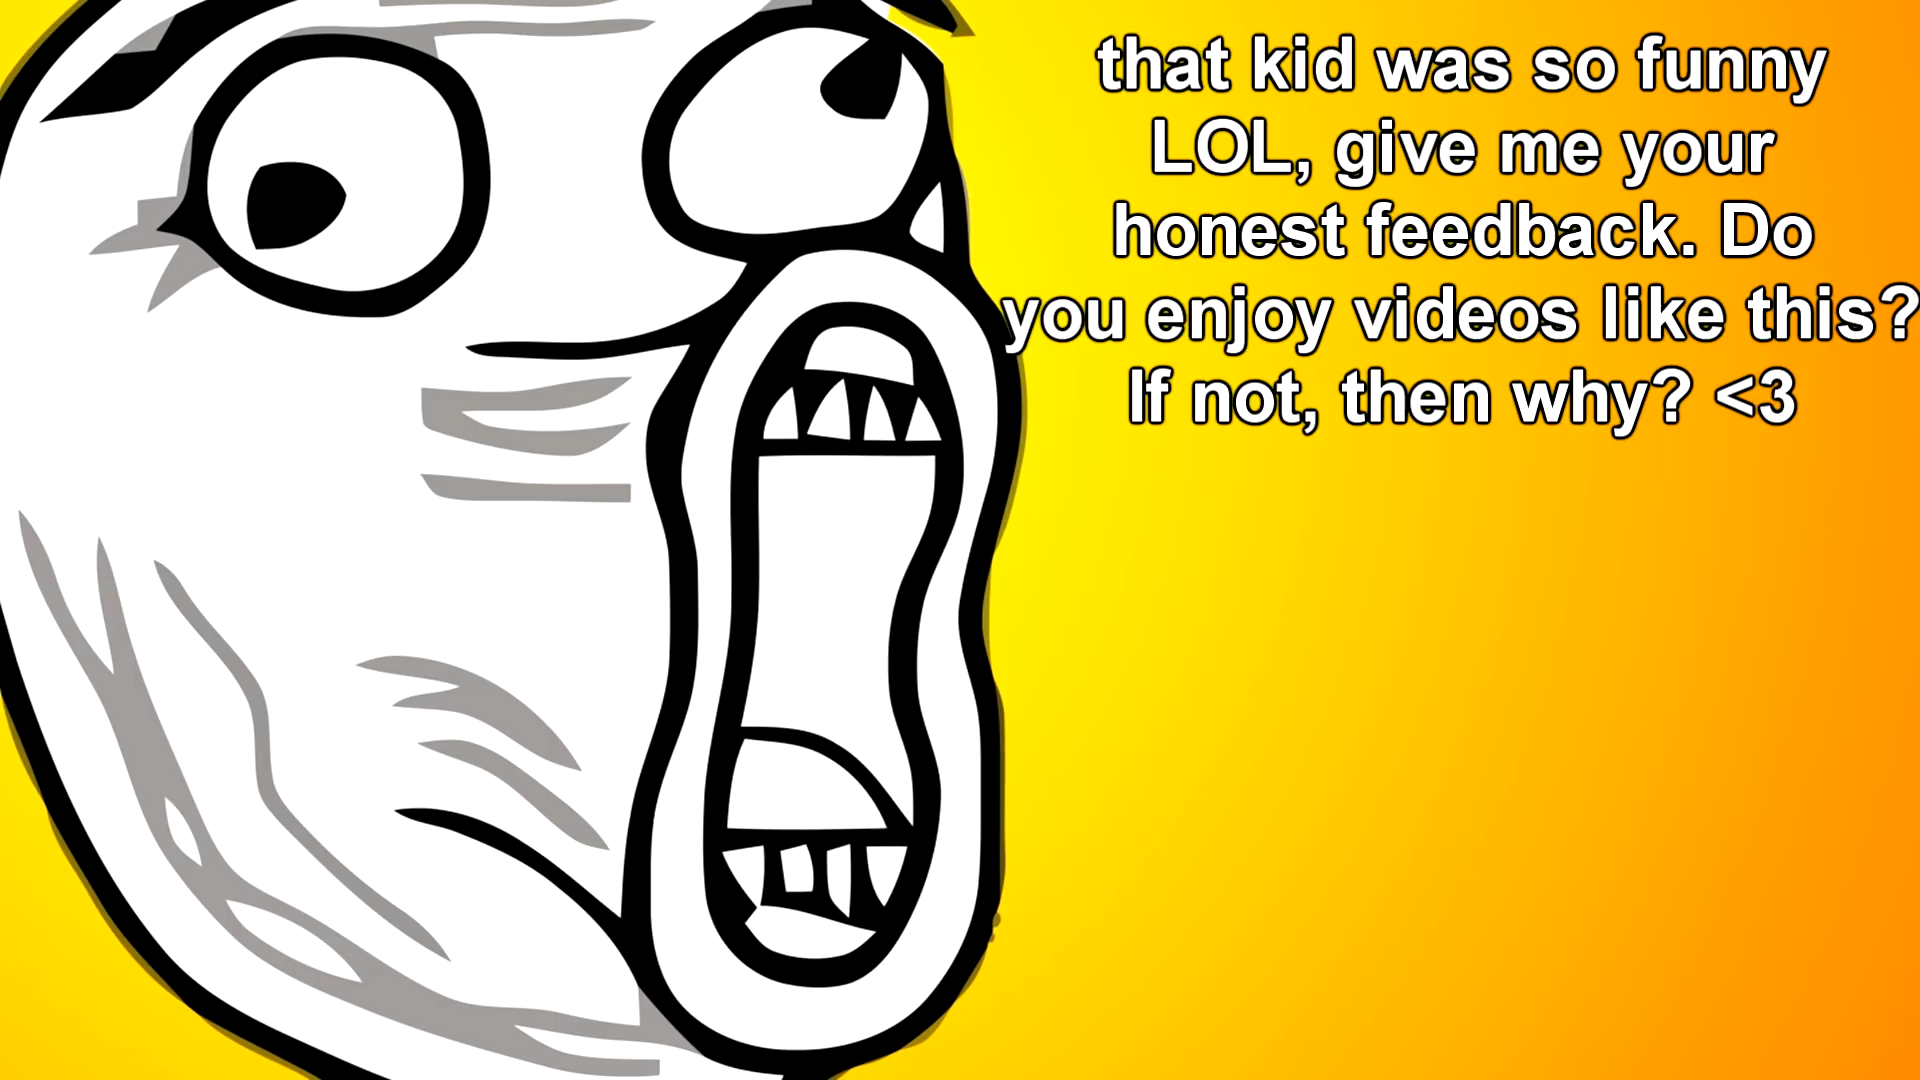 that kid was so funny
LOL, give me your
honest feedback. Do
you enjoy videos like this?
If not, then why? <3